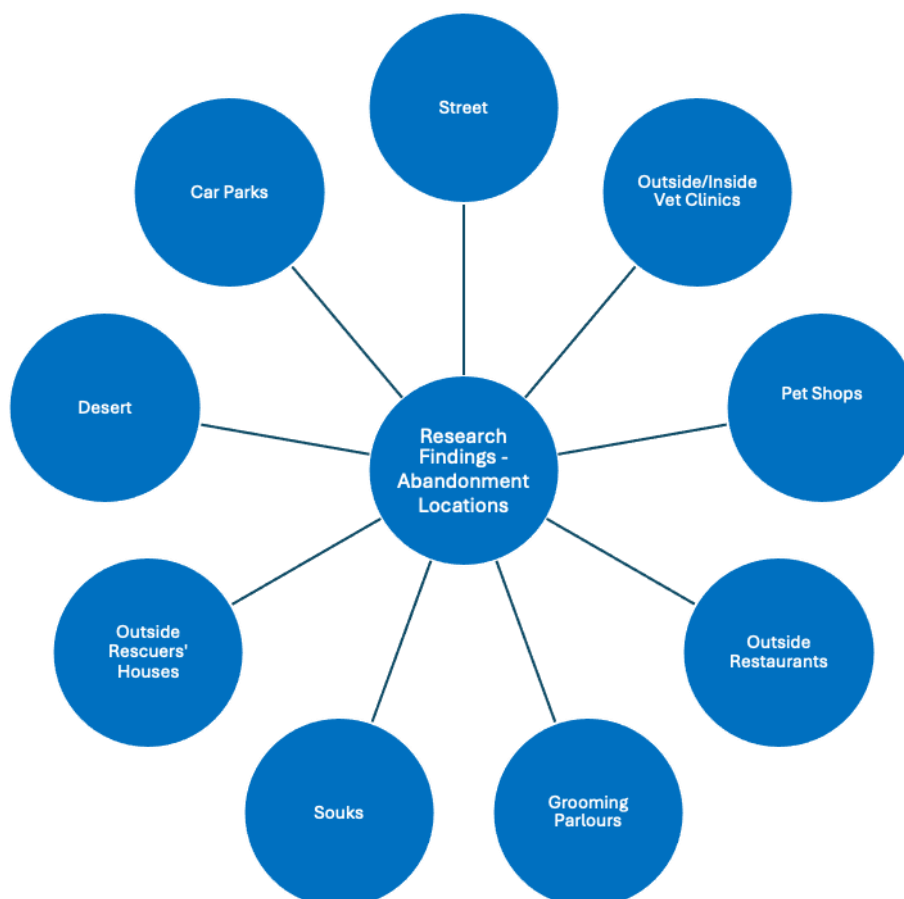 Street
Outside/Inside
Vet Clinics
Car Parks
Pet Shops
Desert
Research
Findings -
Abandonment
Locations
Outside
Rescuers'
Houses
Outside
Restaurants
Souks
Grooming
Parlours